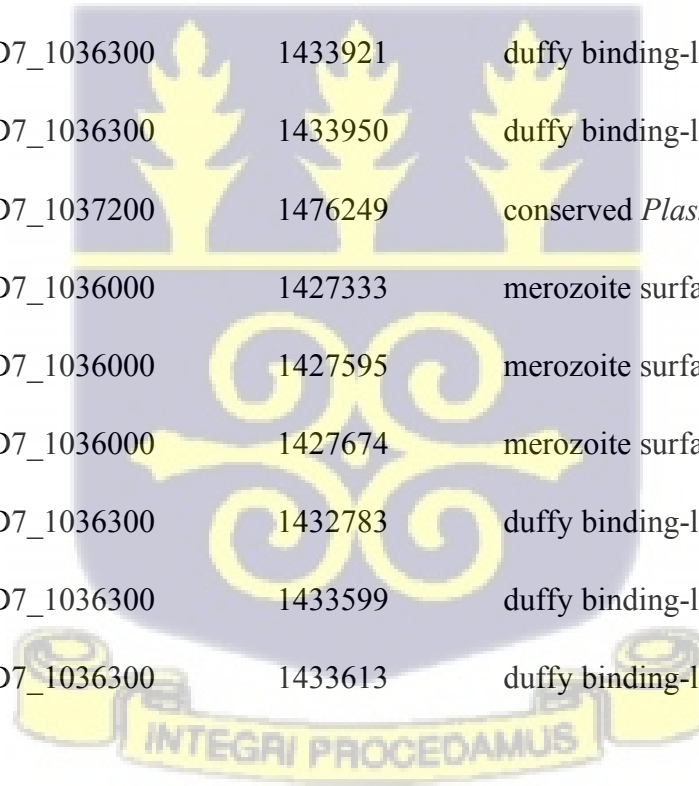 D7_1036300 1433921 duffy binding-l
D7_1036300 1433950 duffy binding-l
D7_1037200 1476249 conserved Plas
D7_1036000 1427333 merozoite surfa
D7_1036000 1427595 merozoite surfa
D7_1036000 1427674 merozoite surfa
D7_1036300 1432783 duffy binding-l
D7_1036300 1433599 duffy binding-l
D7_1036300 1433613 duffy binding-l
INTEGRI PROCEDAMUS